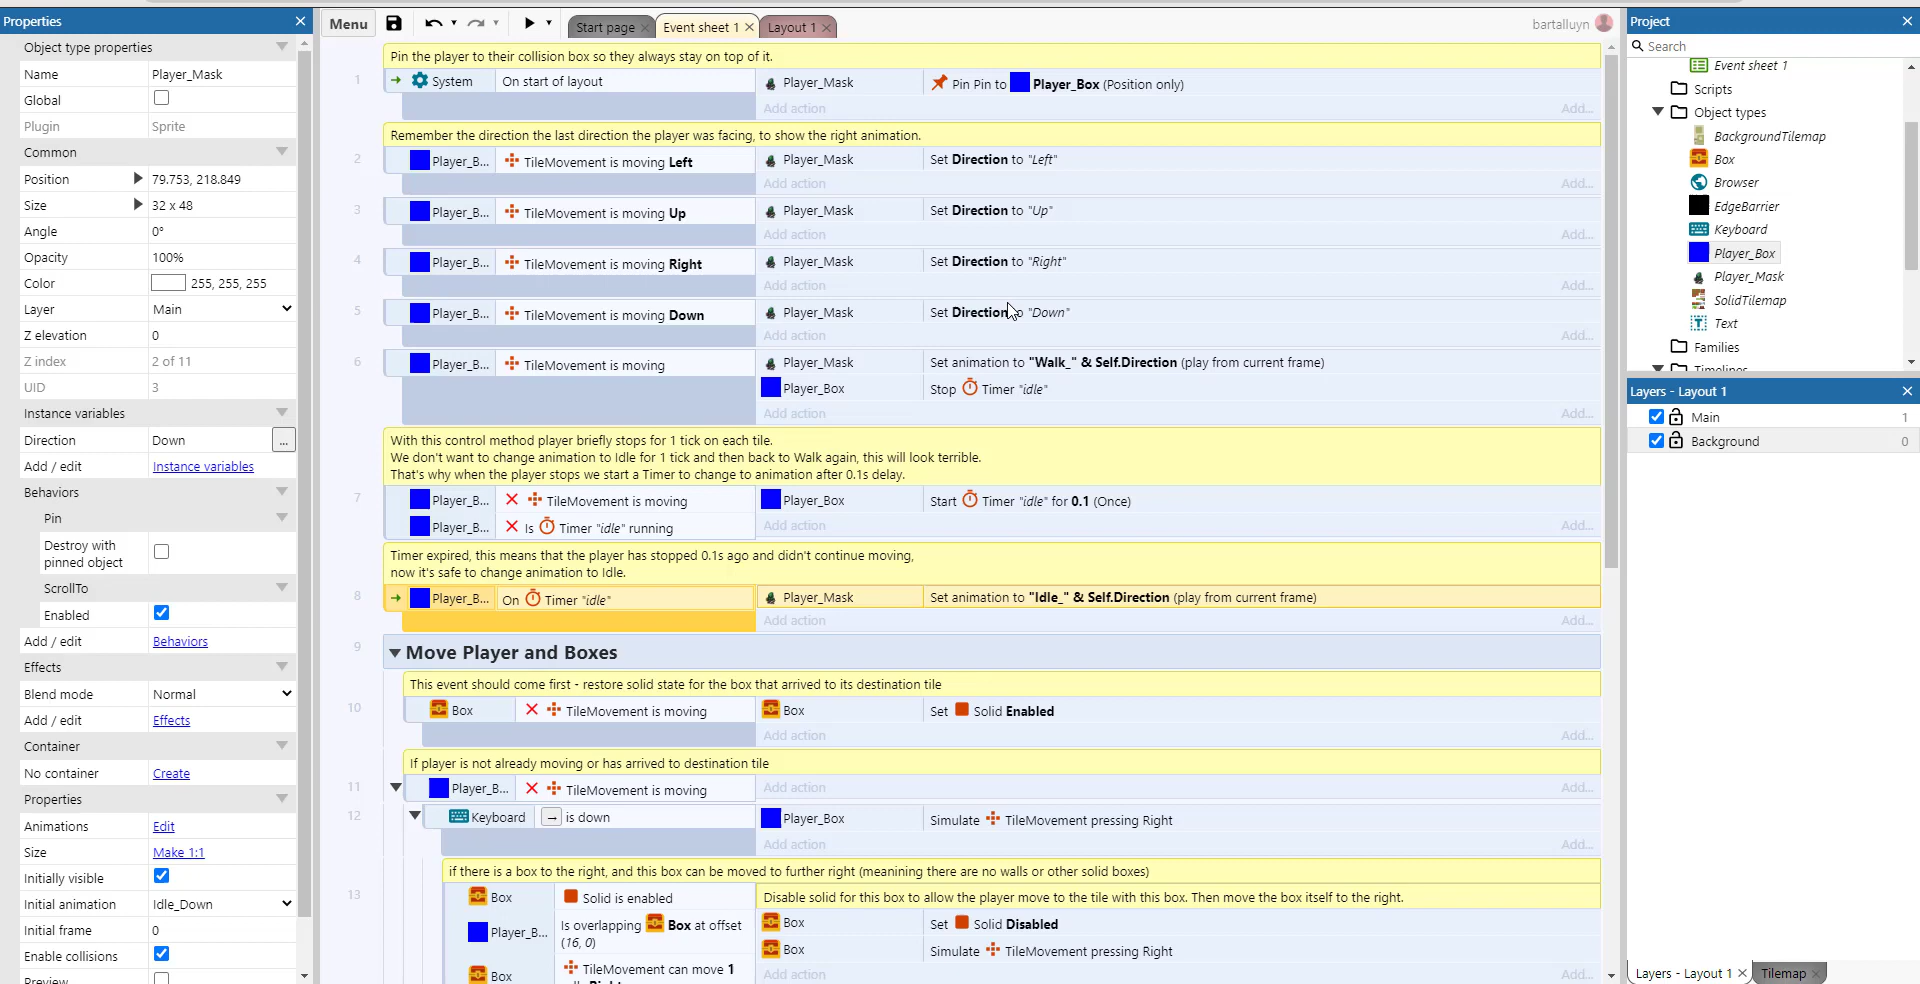 Properties
Object type properties
Name Player_Mask
Global
Plugin Sprite
Common
Position 79.753, 218.849
Size 32 x 48
Angle 0°
Opacity 100%
Color 255, 255, 255
Layer Main
Z elevation 0
Z index 2 of 11
UID 3
Instance variables
Direction Down ...
Add / edit Instance variables
Behaviors
Pin
Destroy with
pinned object
ScrollTo
Enabled
Add / edit Behaviors
Effects
Blend mode Normal
Add / edit Effects
Container
No container Create
Properties
Animations Edit
Size Make 1:1
Initially visible
Initial animation Idle_Down
Initial frame 0
Enable collisions
Preview
Menu
Start page
Event sheet 1
Layout 1
bartalluyn
Pin the player to their collision box so they always stay on top of it.
1 System On start of layout Player_Mask Pin Pin to Player_Box (Position only)
Add action Add...
Remember the direction the last direction the player was facing, to show the right animation.
2 Player_B... TileMovement is moving Left Player_Mask Set Direction to "Left"
Add action Add...
3 Player_B... TileMovement is moving Up Player_Mask Set Direction to "Up"
Add action Add...
4 Player_B... TileMovement is moving Right Player_Mask Set Direction to "Right"
Add action Add...
5 Player_B... TileMovement is moving Down Player_Mask Set Direction to "Down"
Add action Add...
6 Player_B... TileMovement is moving Player_Mask Set animation to "Walk_" & Self.Direction (play from current frame)
Player_Box Stop Timer "idle"
Add action Add...
With this control method player briefly stops for 1 tick on each tile.
We don't want to change animation to Idle for 1 tick and then back to Walk again, this will look terrible.
That's why when the player stops we start a Timer to change to animation after 0.1s delay.
7 Player_B... TileMovement is moving Player_Box Start Timer "idle" for 0.1 (Once)
Player_B... Is Timer "idle" running Add action Add...
Timer expired, this means that the player has stopped 0.1s ago and didn't continue moving,
now it's safe to change animation to Idle.
8 Player_B... On Timer "idle" Player_Mask Set animation to "Idle_" & Self.Direction (play from current frame)
Add action Add...
9 Move Player and Boxes
This event should come first - restore solid state for the box that arrived to its destination tile
10 Box TileMovement is moving Box Set Solid Enabled
Add action Add...
If player is not already moving or has arrived to destination tile
11 Player_B... TileMovement is moving Add action Add...
12 Keyboard → is down Player_Box Simulate TileMovement pressing Right
Add action Add...
if there is a box to the right, and this box can be moved to further right (meanining there are no walls or other solid boxes)
13 Box Solid is enabled Disable solid for this box to allow the player move to the tile with this box. Then move the box itself to the right.
Player_B... Is overlapping Box at offset
(16, 0)
Box Set Solid Disabled
Box Simulate TileMovement pressing Right
Box TileMovement can move 1
Add action Add...
Project
Search
Event sheet 1
Scripts
Object types
BackgroundTilemap
Box
Browser
EdgeBarrier
Keyboard
Player_Box
Player_Mask
SolidTilemap
Text
Families
Timelines
Layers - Layout 1
Main 1
Background 0
Layers - Layout 1
Tilemap